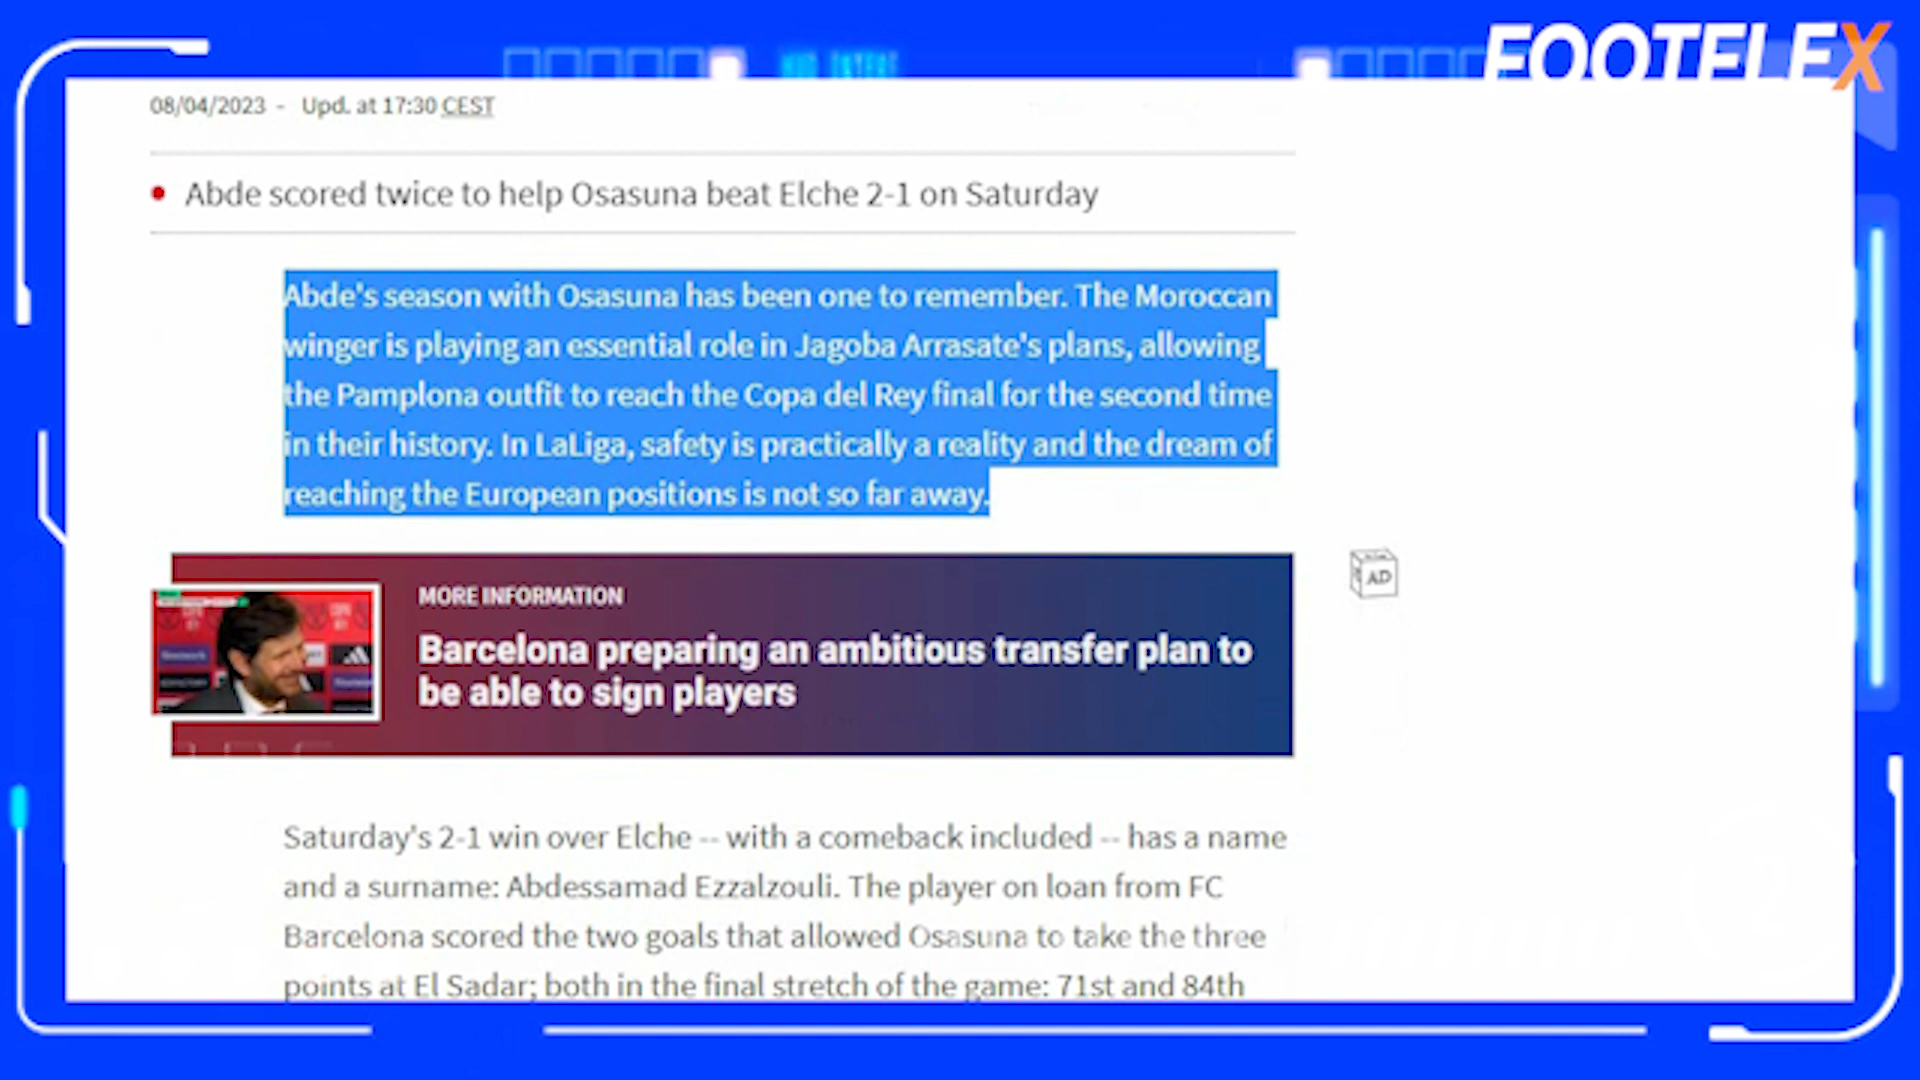 FOOTELEX
08/04/2023 - Upd. at 17:30 CEST
Abde scored twice to help Osasuna beat Elche 2-1 on Saturday
Abde's season with Osasuna has been one to remember. The Moroccan
winger is playing an essential role in Jagoba Arrasate's plans, allowing
the Pamplona outfit to reach the Copa del Rey final for the second time
in their history. In LaLiga, safety is practically a reality and the dream of
reaching the European positions is not so far away.
AD
MORE INFORMATION
Barcelona preparing an ambitious transfer plan to
be able to sign players
Saturday's 2-1 win over Elche -- with a comeback included -- has a name
and a surname: Abdessamad Ezzalzouli. The player on loan from FC
Barcelona scored the two goals that allowed Osasuna to take the three
points at El Sadar; both in the final stretch of the game: 71st and 84th